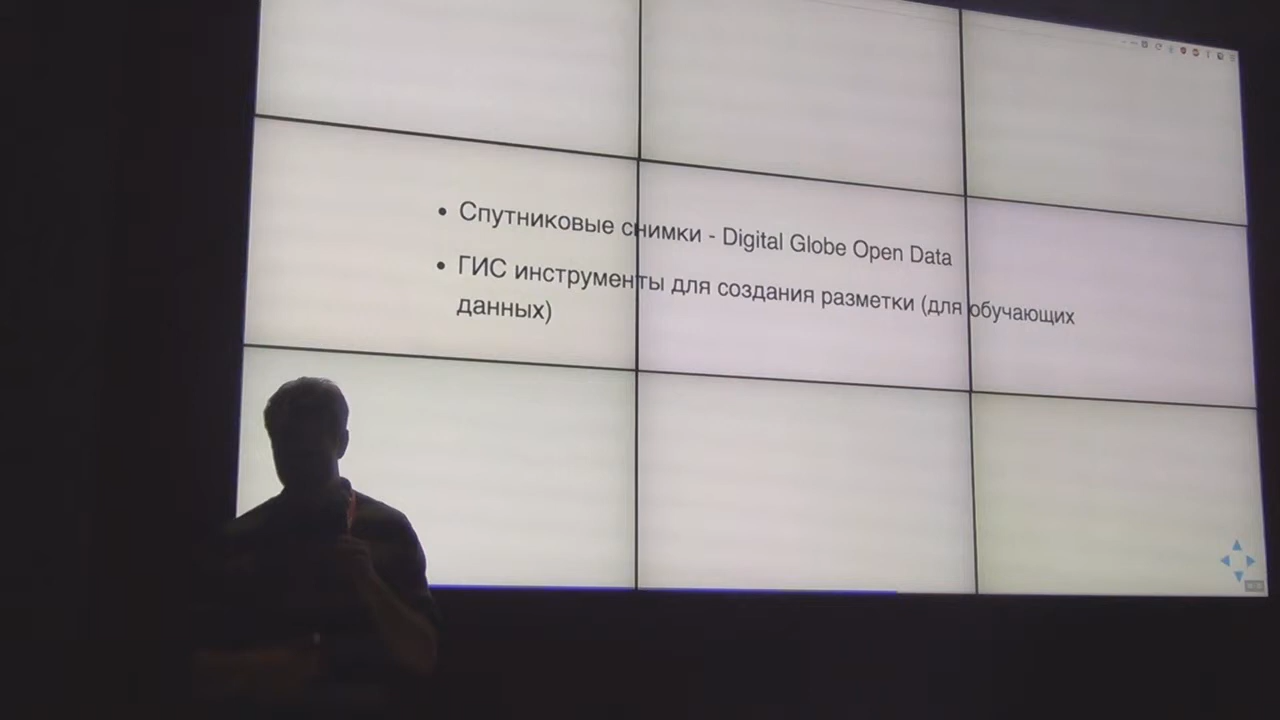 • Спутниковые снимки - Digital Globe Open Data
• ГИС инструменты для создания разметки (для обучающих
данных)